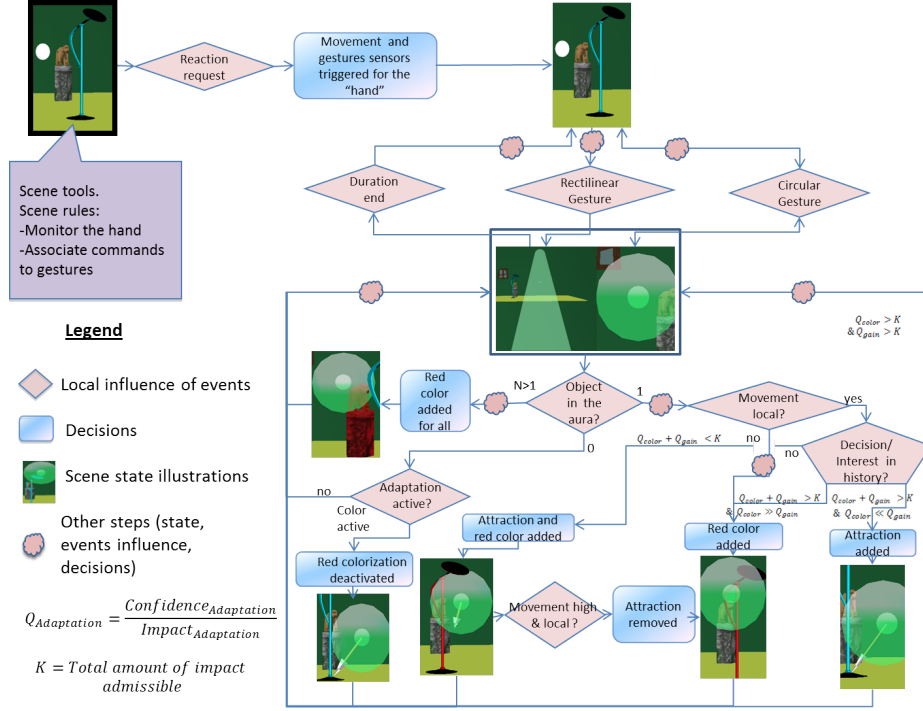 Reaction
request
Movement and
gestures sensors
triggered for the
“hand”
Scene tools.
Scene rules:
-Monitor the hand
-Associate commands
to gestures
Duration
end
Rectilinear
Gesture
Circular
Gesture
Q_color > K
& Q_gain > K
Legend
Local influence of events
Decisions
Scene state illustrations
Other steps (state,
events influence,
decisions)
Q_Adaptation = Confidence_Adaptation / Impact_Adaptation
K = Total amount of impact
admissible
Red
color
added
for all
N>1
Object
in the
aura?
1
0
Movement
local?
yes
no
Q_color + Q_gain < K
Decision/
Interest in
history?
no
Adaptation
active?
no
Color
active
Q_color + Q_gain > K
& Q_color ≫ Q_gain
Q_color + Q_gain > K
& Q_color ≪ Q_gain
Attraction and
red color added
Red color
added
Attraction
added
Red colorization
deactivated
Movement high
& local ?
Attraction
removed